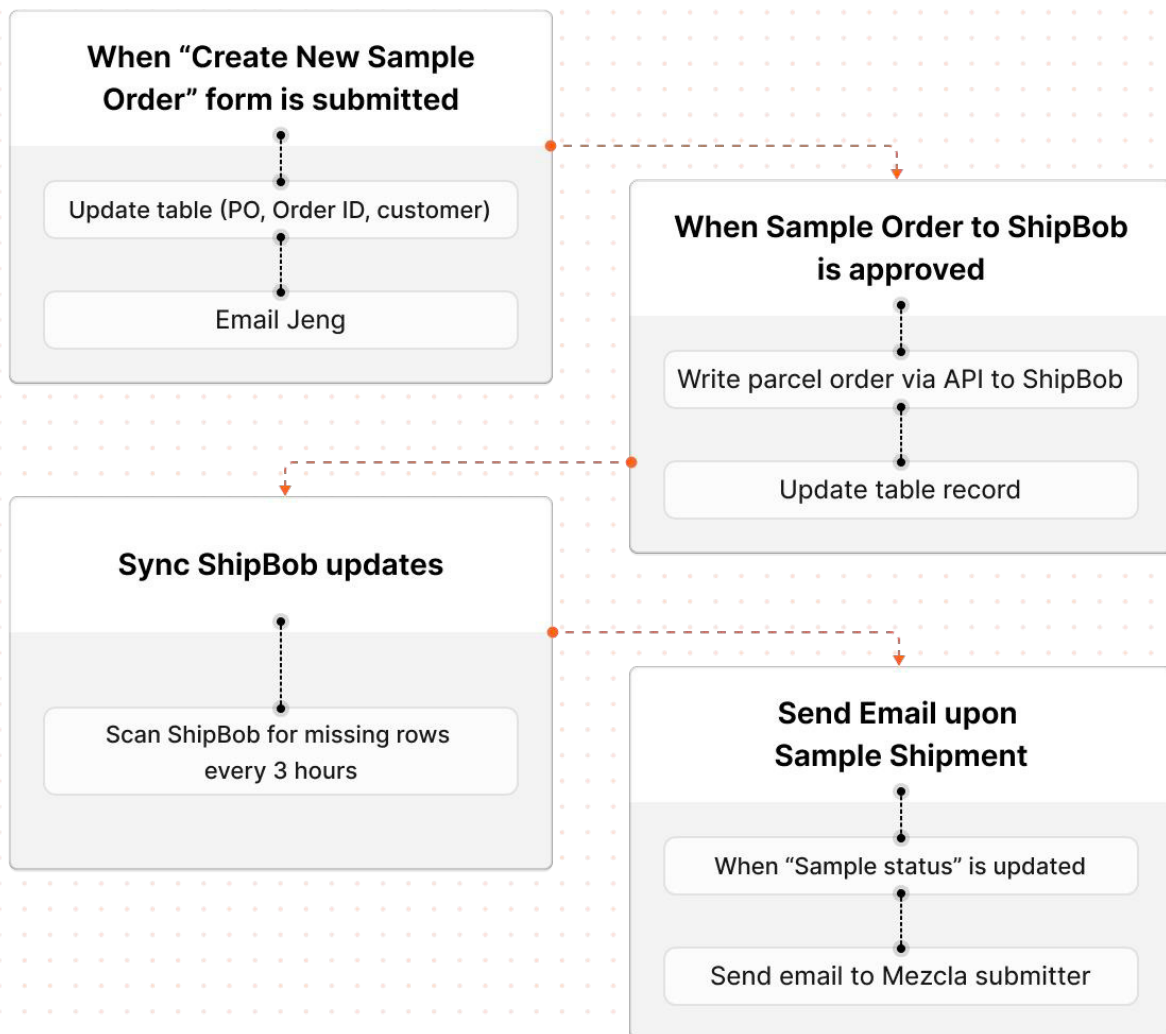 When “Create New Sample
Order” form is submitted
Update table (PO, Order ID, customer)
Email Jeng
When Sample Order to ShipBob
is approved
Write parcel order via API to ShipBob
Update table record
Sync ShipBob updates
Scan ShipBob for missing rows
every 3 hours
Send Email upon
Sample Shipment
When “Sample status” is updated
Send email to Mezcla submitter